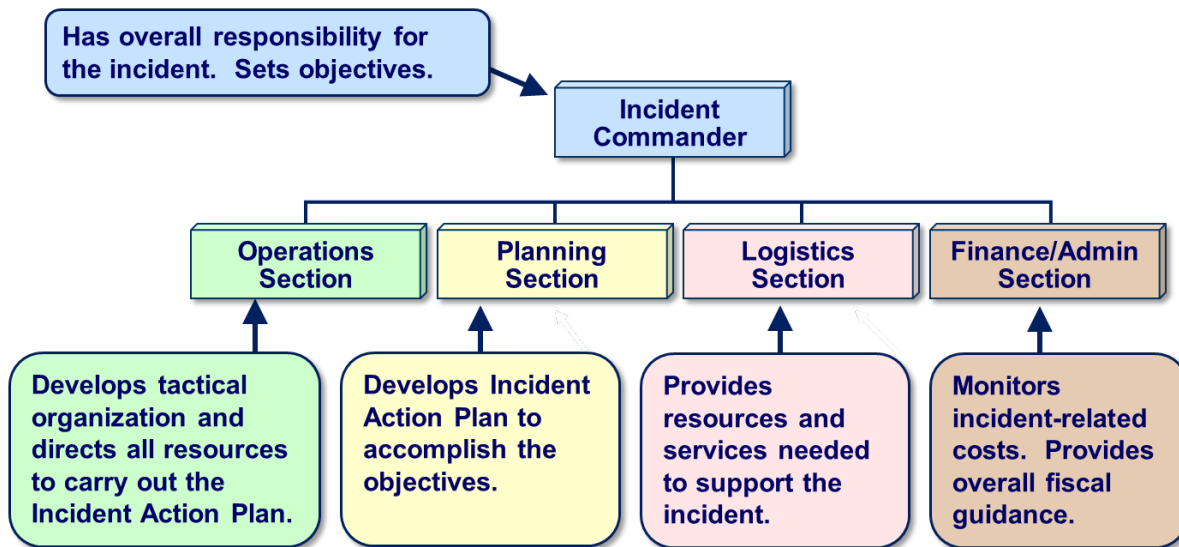 Has overall responsibility for
the incident.  Sets objectives.
Incident
Commander
Operations
Section
Planning
Section
Logistics
Section
Finance/Admin
Section
Develops tactical
organization and
directs all resources
to carry out the
Incident Action Plan.
Develops Incident
Action Plan to
accomplish the
objectives.
Provides
resources and
services needed
to support the
incident.
Monitors
incident-related
costs.  Provides
overall fiscal
guidance.